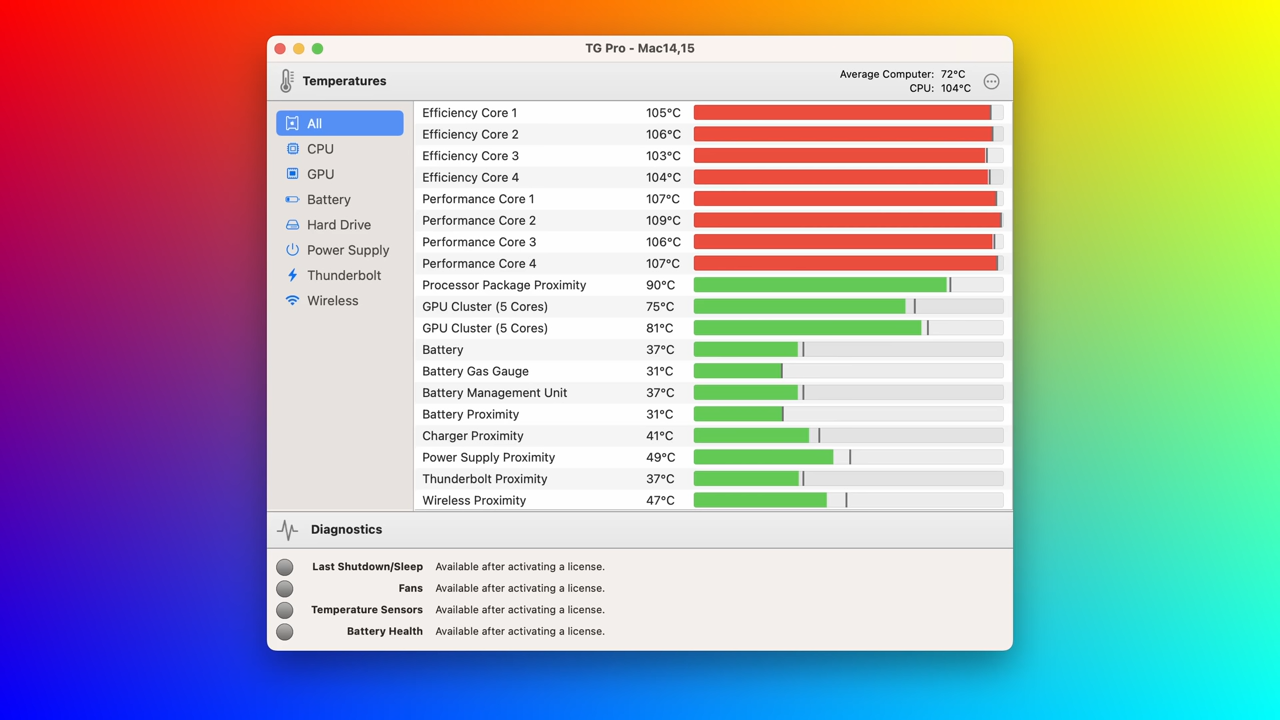 TG Pro - Mac14,15
Temperatures
Average Computer: 72°C
CPU: 104°C
All
CPU
GPU
Battery
Hard Drive
Power Supply
Thunderbolt
Wireless
Efficiency Core 1 105°C
Efficiency Core 2 106°C
Efficiency Core 3 103°C
Efficiency Core 4 104°C
Performance Core 1 107°C
Performance Core 2 109°C
Performance Core 3 106°C
Performance Core 4 107°C
Processor Package Proximity 90°C
GPU Cluster (5 Cores) 75°C
GPU Cluster (5 Cores) 81°C
Battery 37°C
Battery Gas Gauge 31°C
Battery Management Unit 37°C
Battery Proximity 31°C
Charger Proximity 41°C
Power Supply Proximity 49°C
Thunderbolt Proximity 37°C
Wireless Proximity 47°C
Diagnostics
Last Shutdown/Sleep Available after activating a license.
Fans Available after activating a license.
Temperature Sensors Available after activating a license.
Battery Health Available after activating a license.